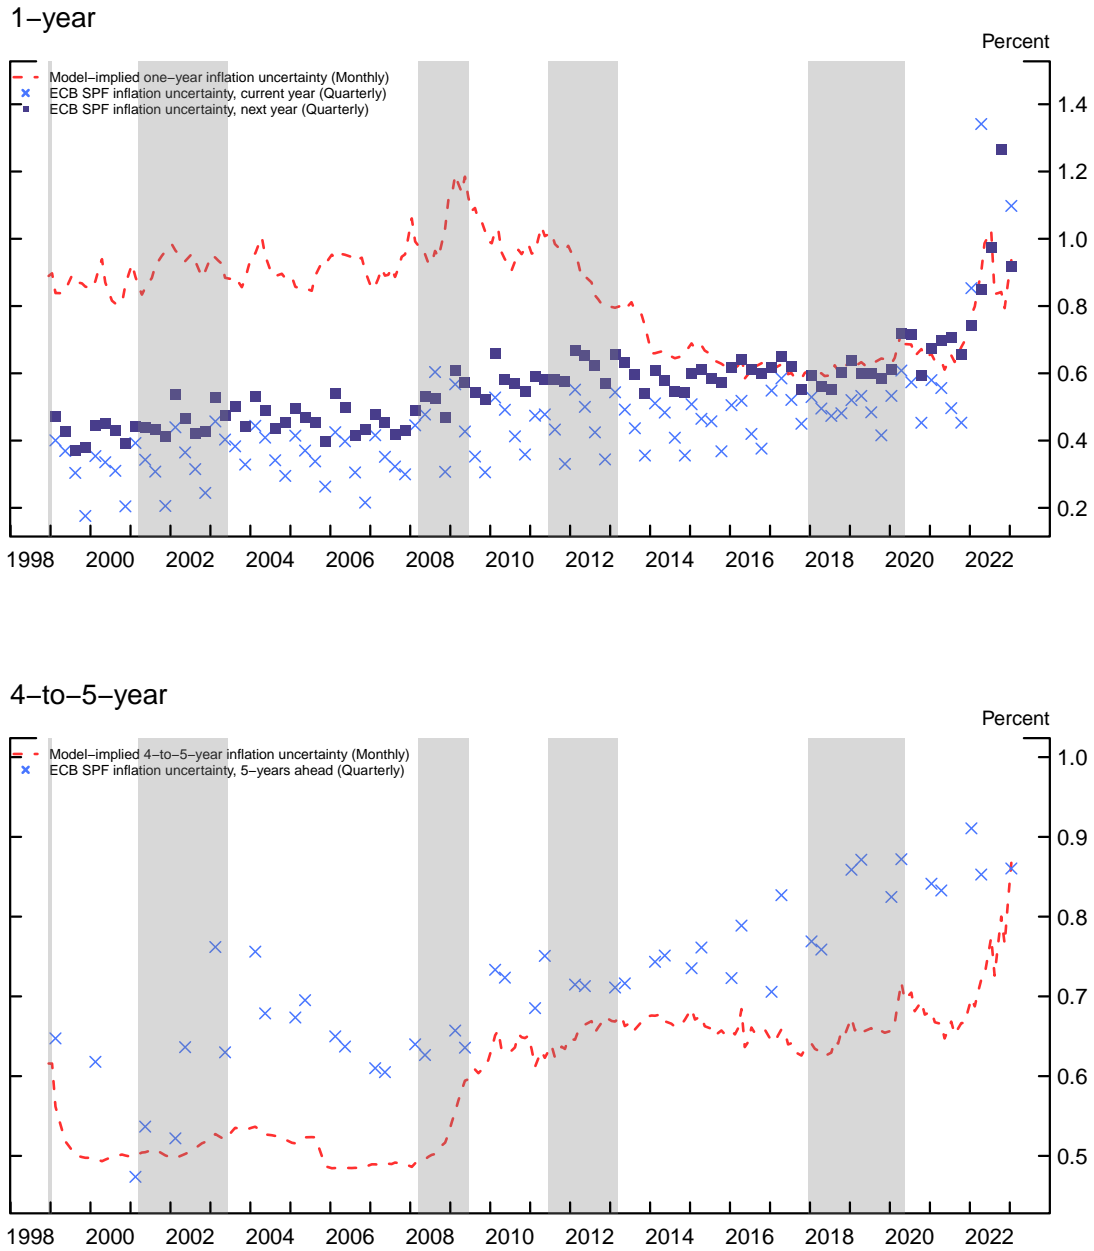 1−year
Percent
Model−implied one−year inflation uncertainty (Monthly)
ECB SPF inflation uncertainty, current year (Quarterly)
ECB SPF inflation uncertainty, next year (Quarterly)
1.4
1.2
1.0
0.8
0.6
0.4
0.2
1998 2000 2002 2004 2006 2008 2010 2012 2014 2016 2018 2020 2022
4−to−5−year
Percent
Model−implied 4−to−5−year inflation uncertainty (Monthly)
ECB SPF inflation uncertainty, 5−years ahead (Quarterly)
1.0
0.9
0.8
0.7
0.6
0.5
1998 2000 2002 2004 2006 2008 2010 2012 2014 2016 2018 2020 2022